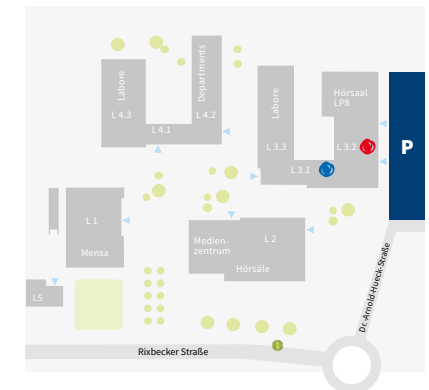 Labore
L 4.3
Departments
L 4.2
L 4.1
Labore
L 3.3
Hörsaal
LP8
L 3.2
L 3.1
P
L 1
Mensa
Medien-
zentrum
L 2
Hörsäle
L5
Dr.-Arnold-Hueck-Straße
Rixbecker Straße